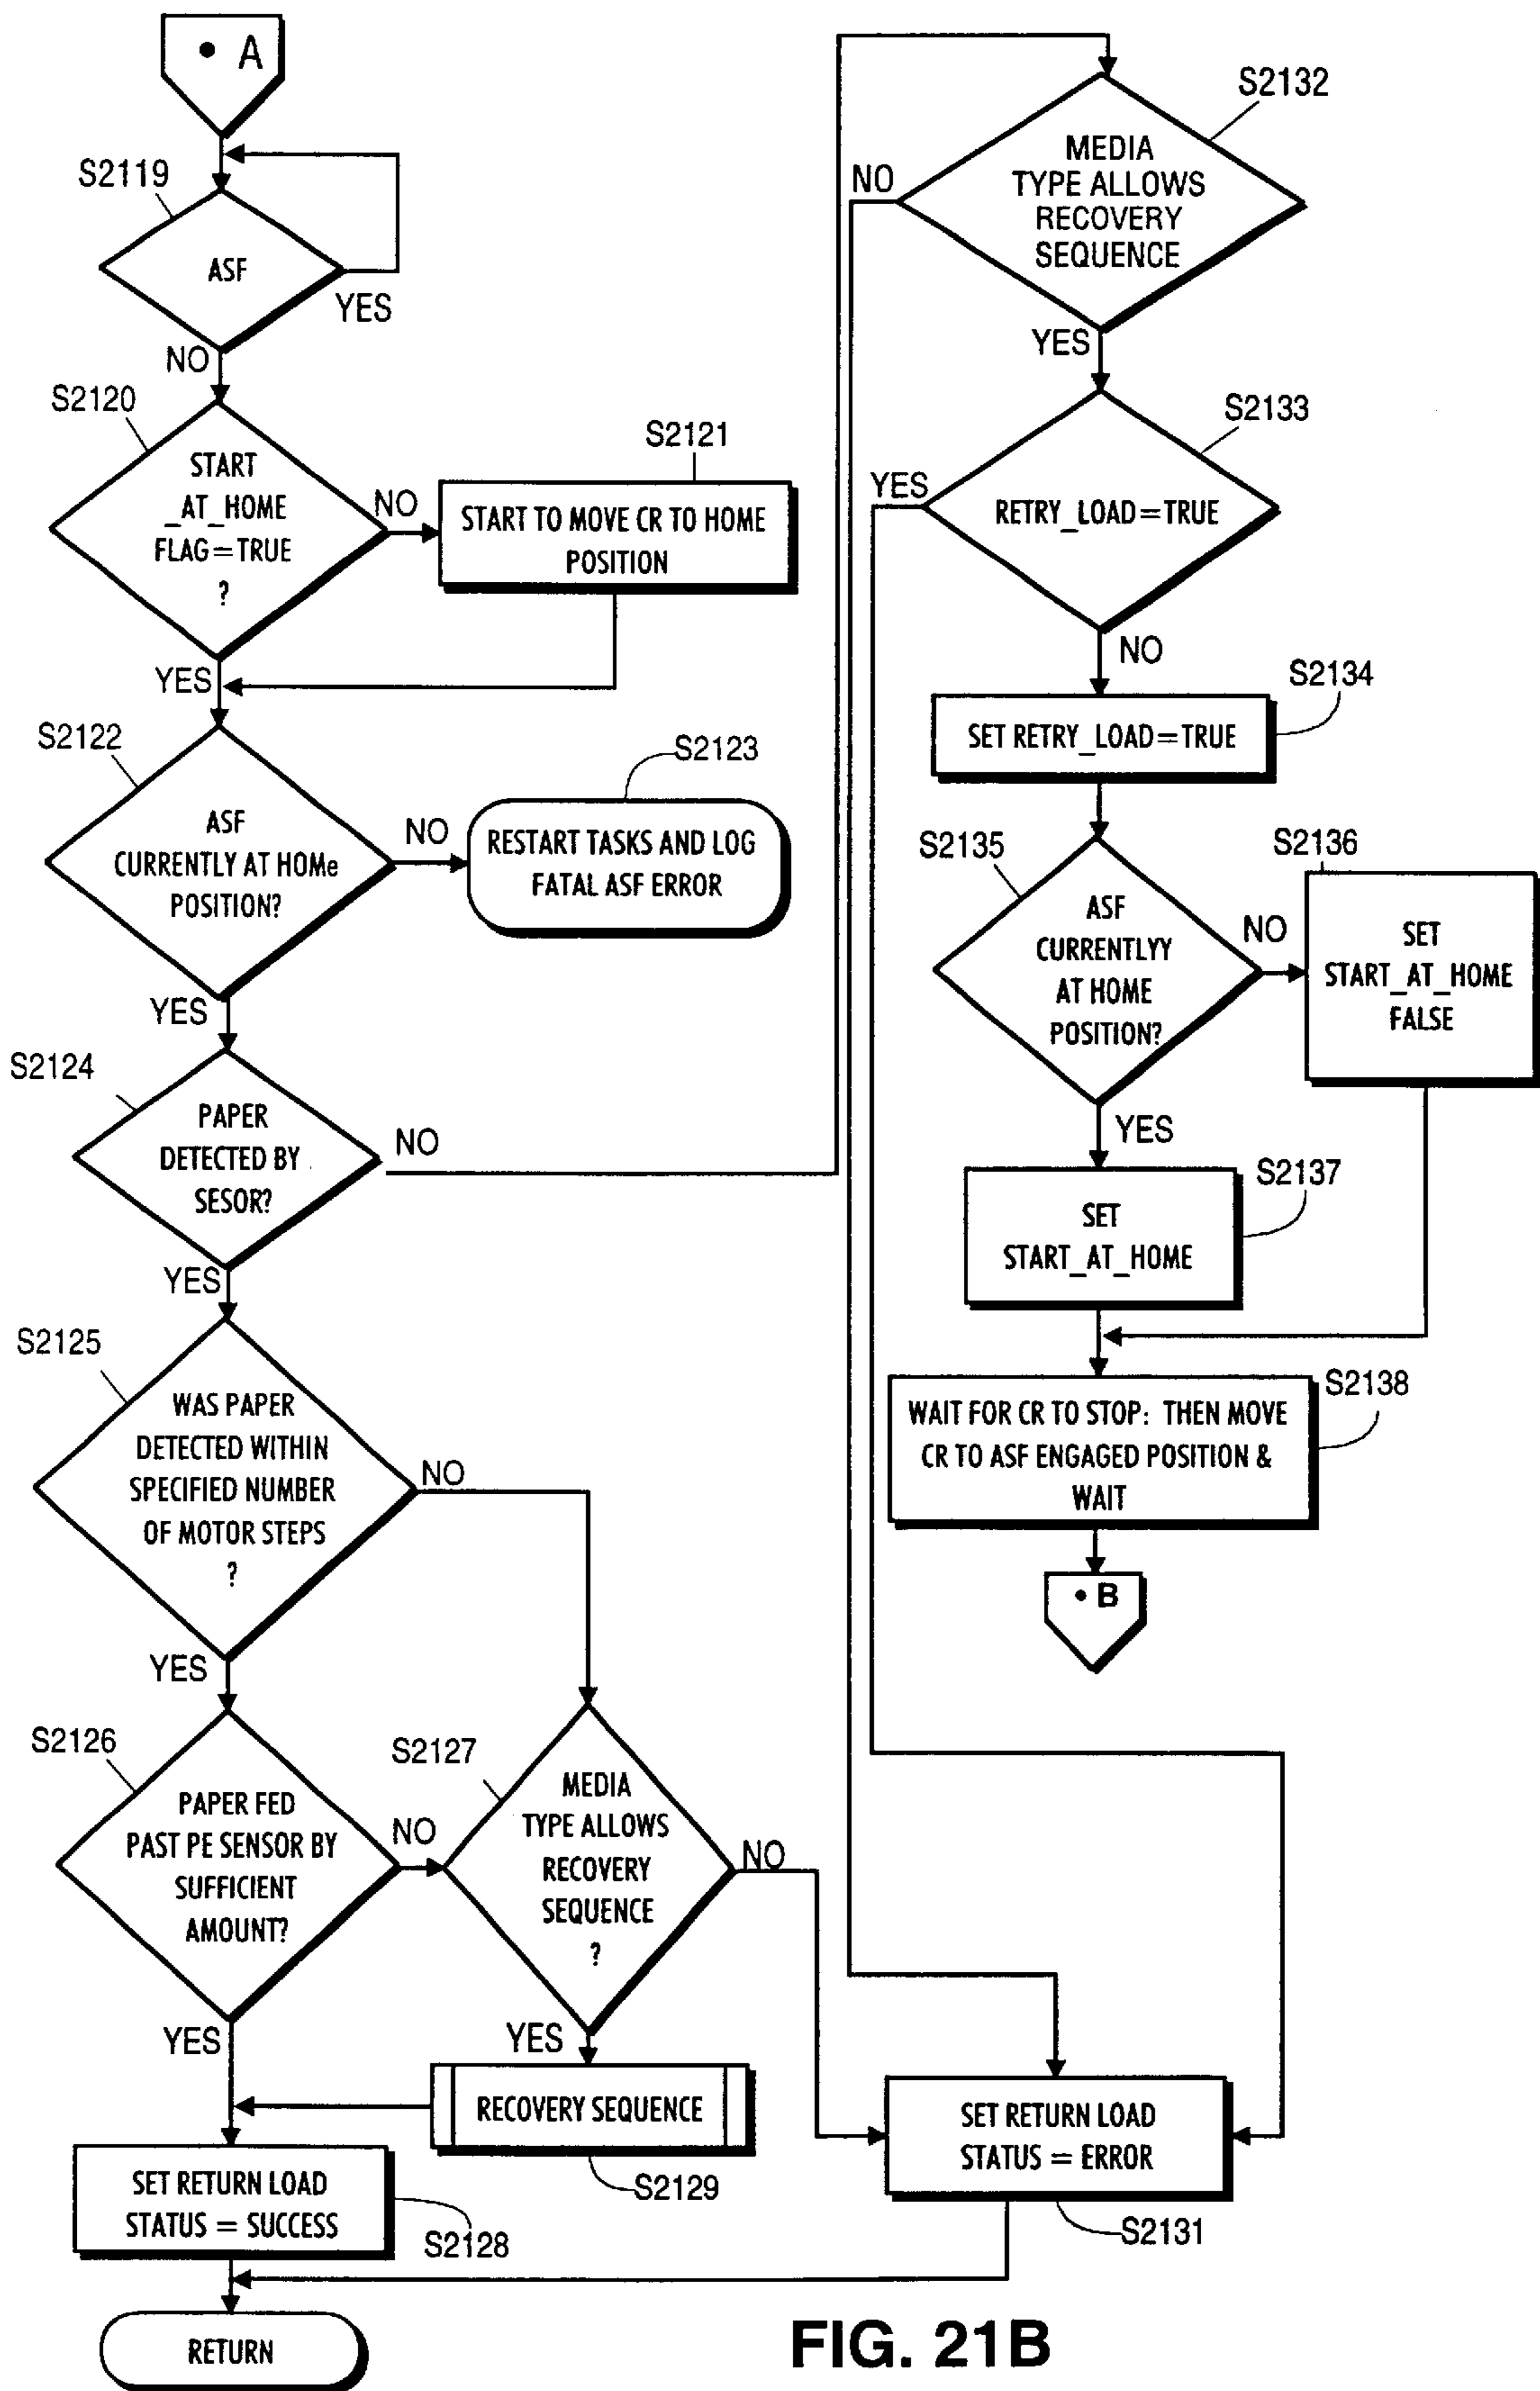 • A
S2119
ASF
YES
NO
S2120
START
_AT_HOME
FLAG=TRUE
?
NO
S2121
START TO MOVE CR TO HOME
POSITION
YES
S2122
ASF
CURRENTLY AT HOMe
POSITION?
NO
S2123
RESTART TASKS AND LOG
FATAL ASF ERROR
YES
S2124
PAPER
DETECTED BY
SESOR?
NO
YES
S2125
WAS PAPER
DETECTED WITHIN
SPECIFIED NUMBER
OF MOTOR STEPS
?
NO
YES
S2126
PAPER FED
PAST PE SENSOR BY
SUFFICIENT
AMOUNT?
NO
S2127
MEDIA
TYPE ALLOWS
RECOVERY
SEQUENCE
?
NO
YES
YES
RECOVERY SEQUENCE
S2129
SET RETURN LOAD
STATUS = SUCCESS
S2128
RETURN
S2132
MEDIA
TYPE ALLOWS
RECOVERY
SEQUENCE
NO
YES
S2133
RETRY_LOAD=TRUE
YES
NO
S2134
SET RETRY_LOAD=TRUE
S2135
ASF
CURRENTLYY
AT HOME
POSITION?
NO
S2136
SET
START_AT_HOME
FALSE
YES
S2137
SET
START_AT_HOME
S2138
WAIT FOR CR TO STOP: THEN MOVE
CR TO ASF ENGAGED POSITION &
WAIT
• B
SET RETURN LOAD
STATUS = ERROR
S2131
FIG. 21B